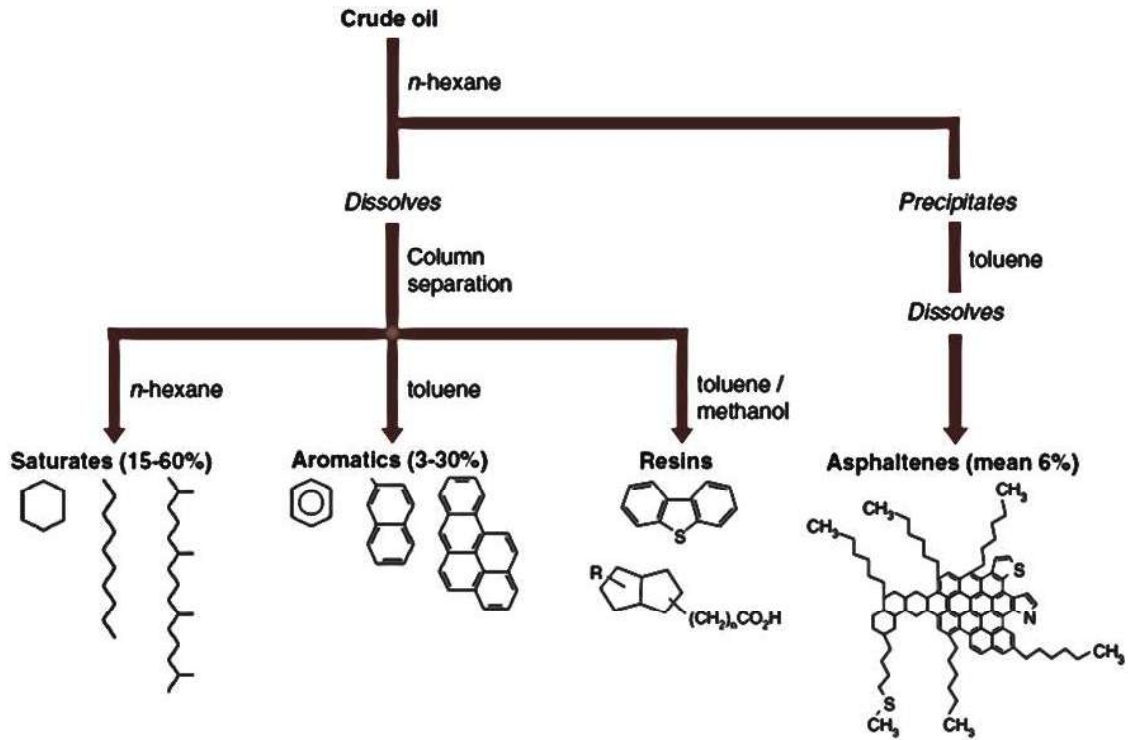 Crude oil
n-hexane
Dissolves
Precipitates
Column
separation
toluene
Dissolves
n-hexane
toluene
toluene /
methanol
Saturates (15-60%)
Aromatics (3-30%)
Resins
Asphaltenes (mean 6%)
S
R
(CH₂)ₙCO₂H
CH₃
CH₃
CH₃
CH₃
S
N
CH₃
S
CH₃
CH₃